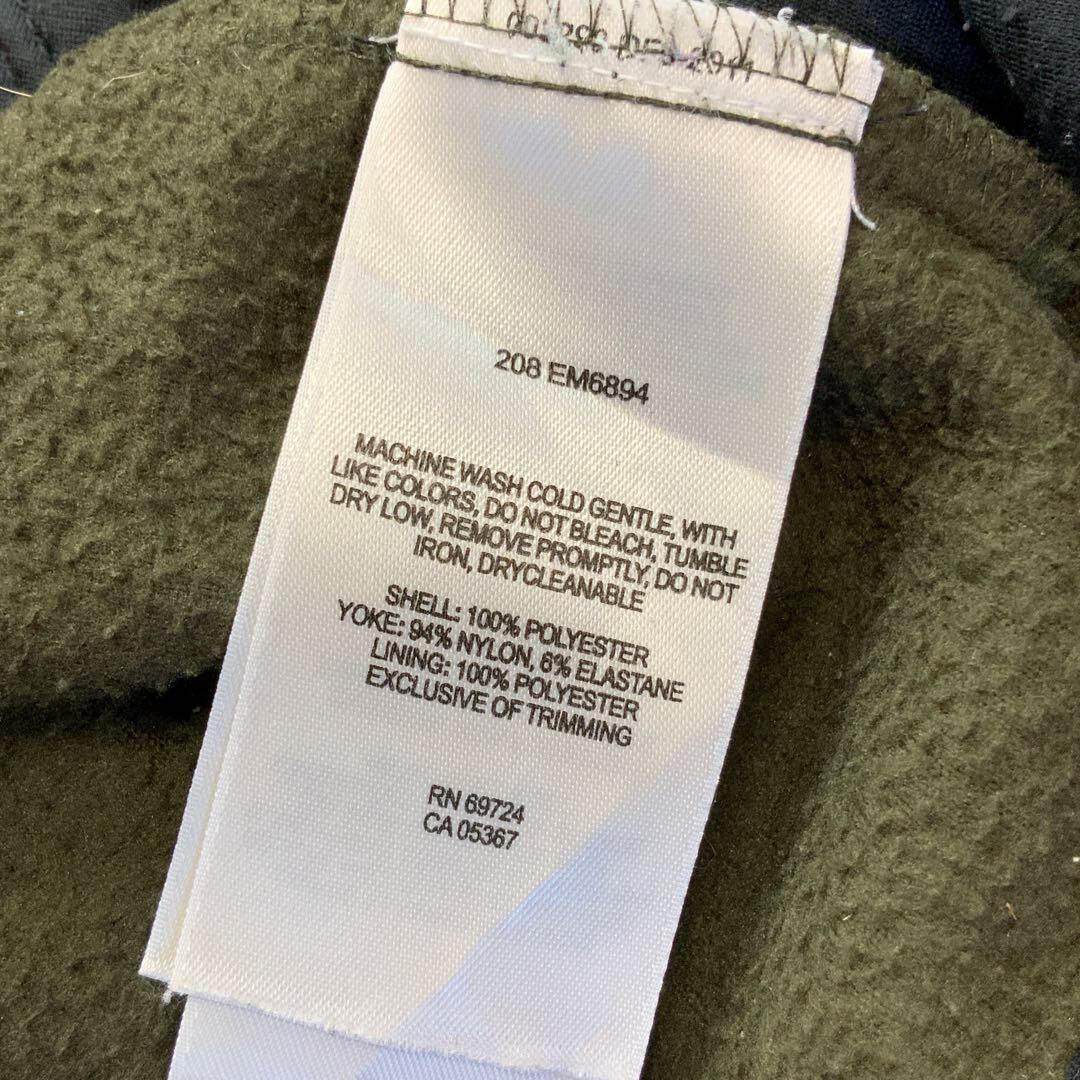 208 EM6894
MACHINE WASH COLD GENTLE, WITH
LIKE COLORS, DO NOT BLEACH, TUMBLE
DRY LOW, REMOVE PROMPTLY, DO NOT
IRON, DRYCLEANABLE
SHELL: 100% POLYESTER
YOKE: 94% NYLON, 6% ELASTANE
LINING: 100% POLYESTER
EXCLUSIVE OF TRIMMING
RN 69724
CA 05367